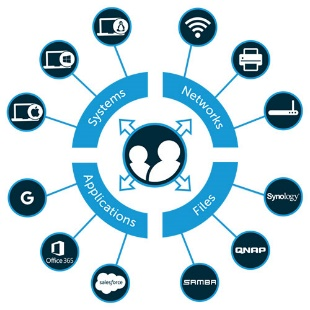 Systems
Networks
Applications
Files
G
Office 365
salesforce
Synology
QNAP
SAMBA